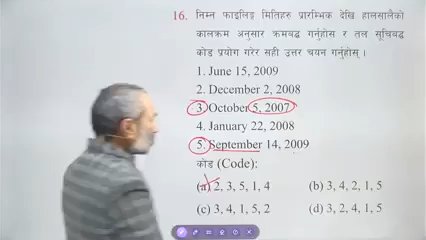 16. निम्न फाइलिङ्ग मितिहरु प्रारम्भिक देखि हालसालैको
कालक्रम अनुसार क्रमबद्ध गर्नुहोस र तल सूचिबद्ध
कोड प्रयोग गरेर सही उत्तर चयन गर्नुहोस् ।
1. June 15, 2009
2. December 2, 2008
3. October 5, 2007
4. January 22, 2008
5. September 14, 2009
कोड (Code):
(a) 2, 3, 5, 1, 4 (b) 3, 4, 2, 1, 5
(c) 3, 4, 1, 5, 2 (d) 3, 2, 4, 1, 5